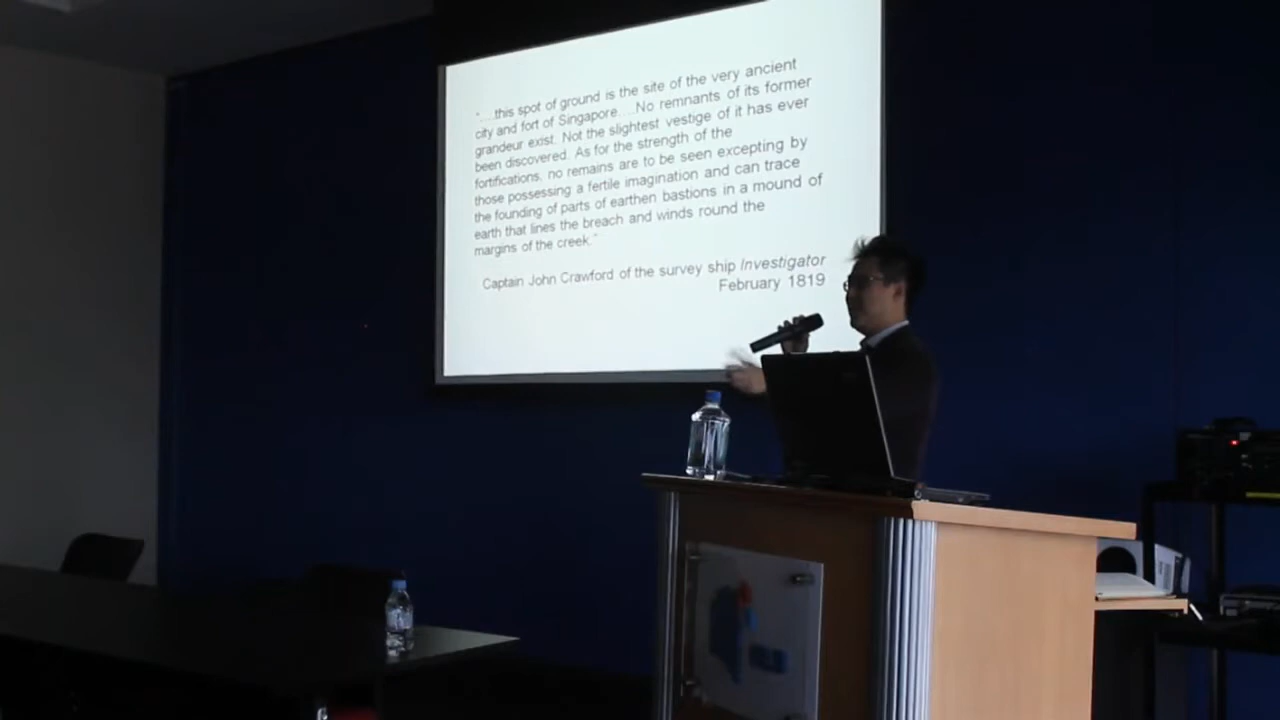 “….this spot of ground is the site of the very ancient
city and fort of Singapore….No remnants of its former
grandeur exist. Not the slightest vestige of it has ever
been discovered. As for the strength of the
fortifications, no remains are to be seen excepting by
those possessing a fertile imagination and can trace
the founding of parts of earthen bastions in a mound of
earth that lines the breach and winds round the
margins of the creek.”
Captain John Crawford of the survey ship Investigator
February 1819